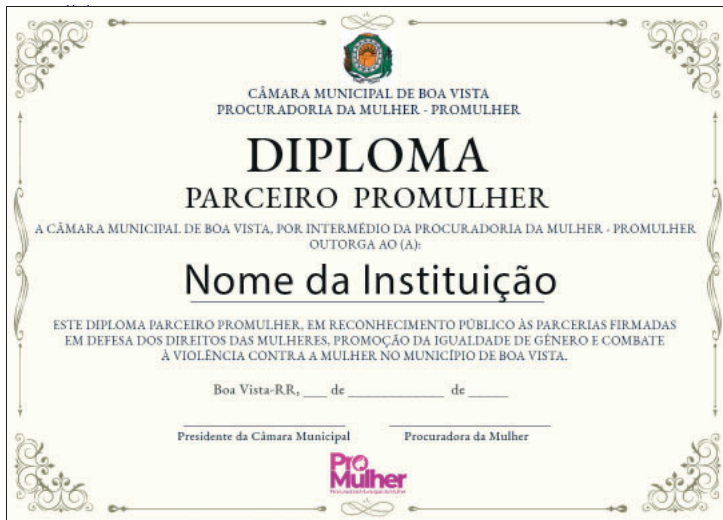 CÂMARA MUNICIPAL DE BOA VISTA
PROCURADORIA DA MULHER - PROMULHER
DIPLOMA
PARCEIRO PROMULHER
A CÂMARA MUNICIPAL DE BOA VISTA, POR INTERMÉDIO DA PROCURADORIA DA MULHER - PROMULHER
OUTORGA AO (A):
Nome da Instituição
ESTE DIPLOMA PARCEIRO PROMULHER, EM RECONHECIMENTO PÚBLICO ÀS PARCERIAS FIRMADAS
EM DEFESA DOS DIREITOS DAS MULHERES, PROMOÇÃO DA IGUALDADE DE GÊNERO E COMBATE
À VIOLÊNCIA CONTRA A MULHER NO MUNICÍPIO DE BOA VISTA.
Boa Vista-RR, ___ de ____________ de _____
Presidente da Câmara Municipal Procuradora da Mulher
Pro
Mulher
Procuradoria Municipal da Mulher